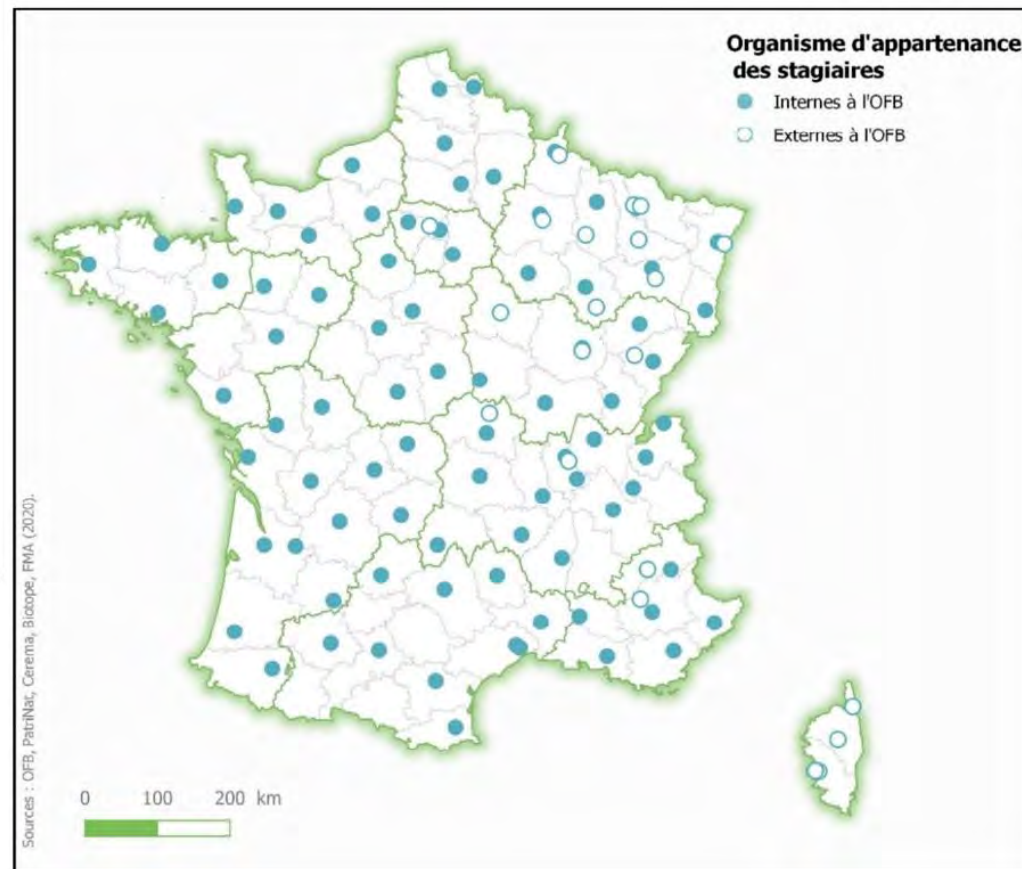 Organisme d'appartenance
des stagiaires
Internes à l'OFB
Externes à l'OFB
Sources : OFB, PatriNat, Cerema, Biotope, FMA (2020).
0 100 200 km